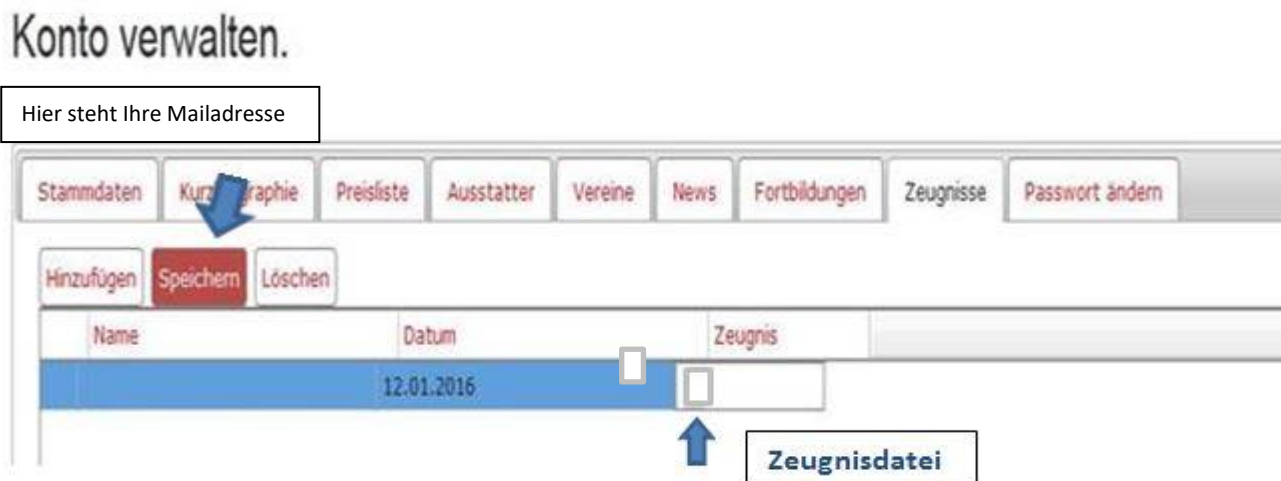 Konto verwalten.
Hier steht Ihre Mailadresse
Stammdaten Preisliste Ausstatter Vereine News Fortbildungen Zeugnisse Passwort ändern
Hinzufügen Speichern Löschen
Name Datum Zeugnis
12.01.2016
Zeugnisdatei